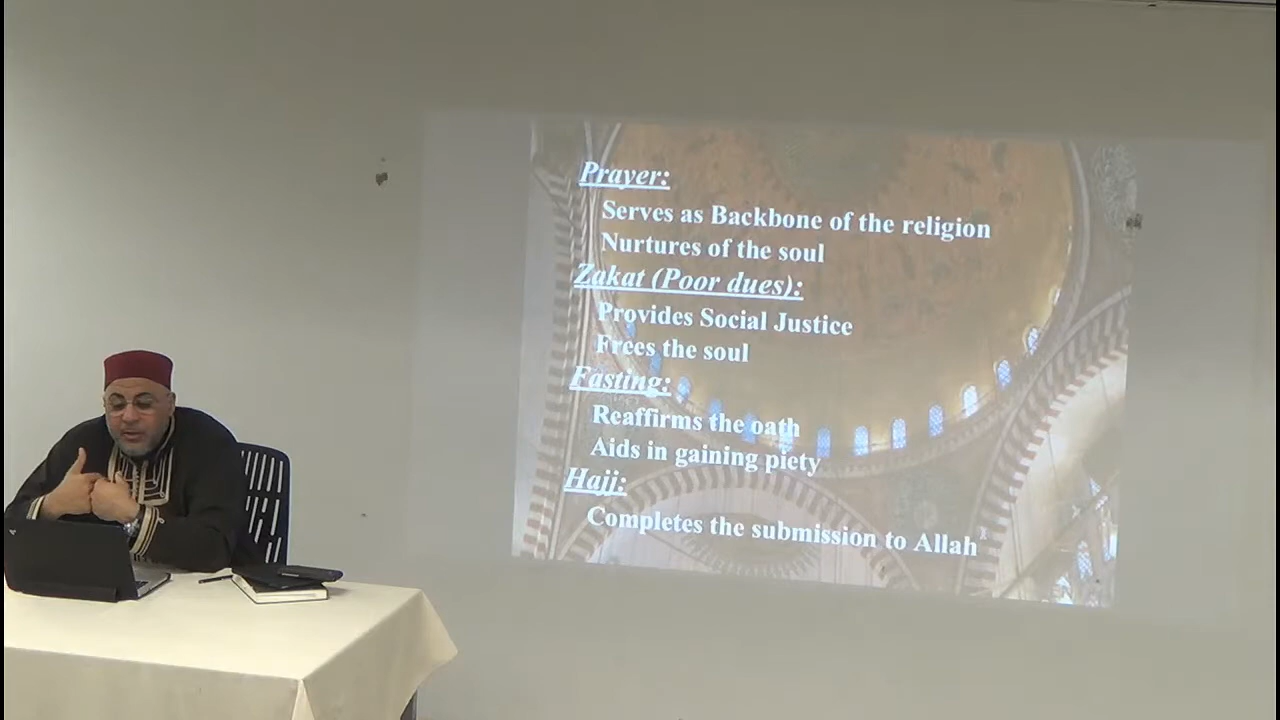 Prayer:
Serves as Backbone of the religion
Nurtures of the soul
Zakat (Poor dues):
Provides Social Justice
Frees the soul
Fasting:
Reaffirms the oath
Aids in gaining piety
Hajj:
Completes the submission to Allah